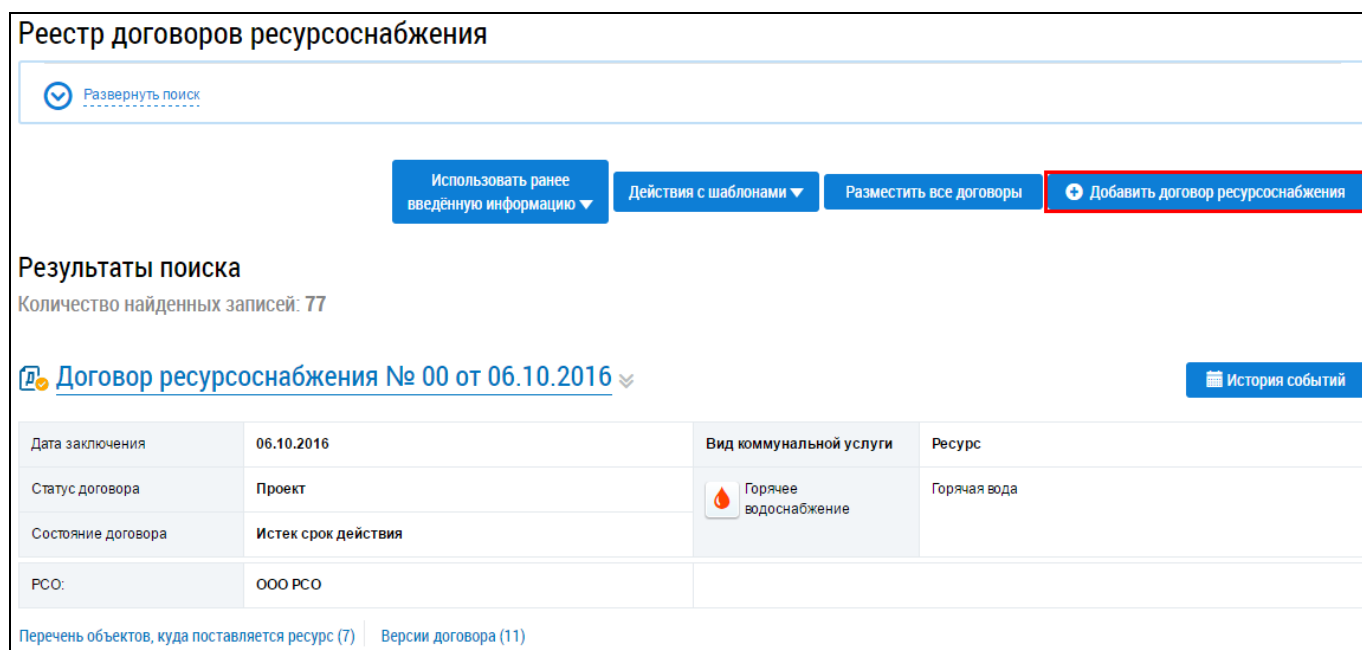 Реестр договоров ресурсоснабжения
Развернуть поиск
Использовать ранее
введённую информацию
Действия с шаблонами
Разместить все договоры
Добавить договор ресурсоснабжения
Результаты поиска
Количество найденных записей: 77
Договор ресурсоснабжения № 00 от 06.10.2016
История событий
Дата заключения
06.10.2016
Вид коммунальной услуги
Ресурс
Статус договора
Проект
Горячее
водоснабжение
Горячая вода
Состояние договора
Истек срок действия
РСО:
ООО РСО
Перечень объектов, куда поставляется ресурс (7)
Версии договора (11)